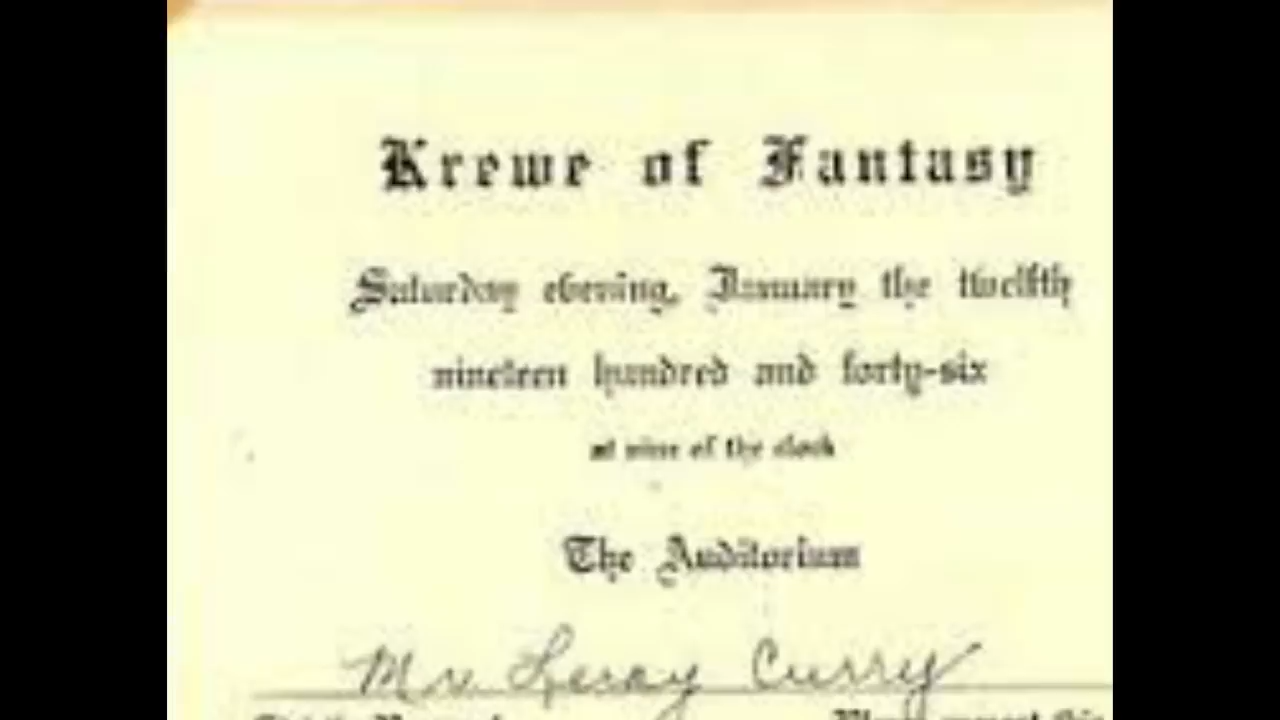 Krewe of Fantasy
Saturday evening, January the twelfth
nineteen hundred and forty-six
at nine of the clock
The Auditorium
Mr. Leray Curry